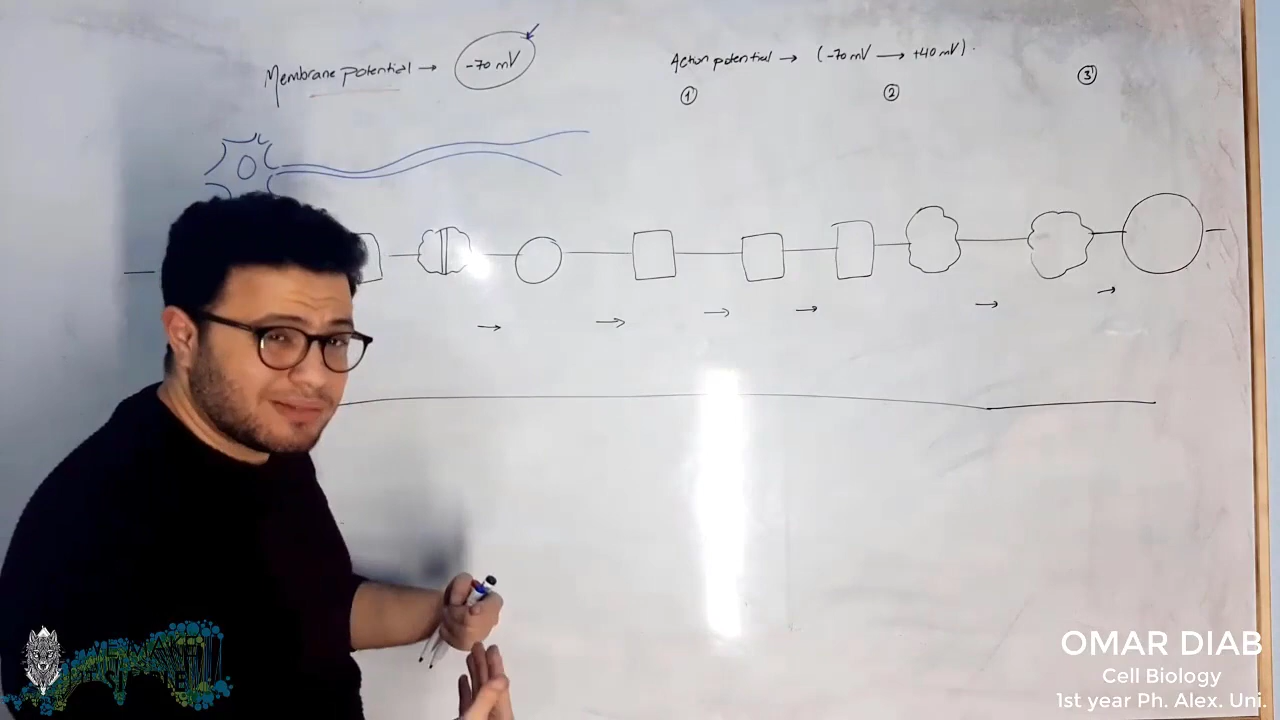 Membrane potential → -70 mV
Action potential → (-70 mV → +40 mV).
① ② ③
OMAR DIAB
Cell Biology
1st year Ph. Alex. Uni.